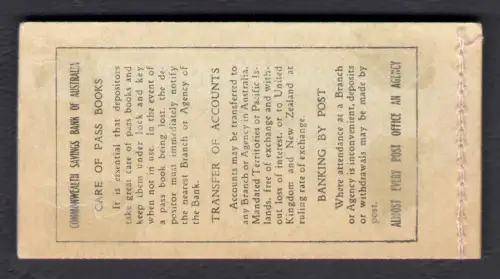 COMMONWEALTH SAVINGS BANK OF AUSTRALIA
CARE OF PASS BOOKS
It is essential that depositors
take great care of pass books and
keep them under lock and key
when not in use. In the event of
a pass book being lost, the de-
positor must immediately notify
the nearest Branch or Agency of
the Bank.
TRANSFER OF ACCOUNTS
Accounts may be transferred to
any Branch or Agency in Australia,
Mandated Territories or Pacific Is-
lands, free of exchange and with-
out loss of interest, or to United
Kingdom and New Zealand at
ruling rate of exchange.
BANKING BY POST
Where attendance at a Branch
or Agency is inconvenient, deposits
or withdrawals may be made by
post.
ALMOST EVERY POST OFFICE AN AGENCY